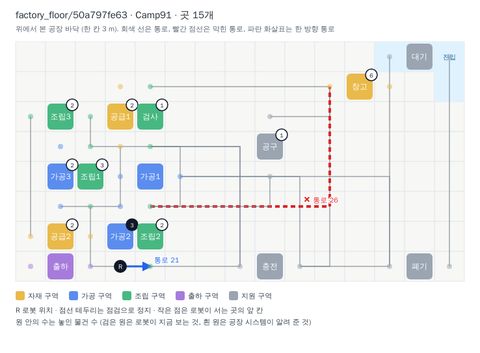 factory_floor/50a797fe63 · Camp91 · 곳 15개
위에서 본 공장 바닥 (한 칸 3 m). 회색 선은 통로, 빨간 점선은 막힌 통로, 파란 화살표는 한 방향 통로
대기
창고 6
조립3 2
공급1 2
검사 1
공구 1
가공3 2
조립1 3
가공1
✖ 통로 26
공급2 2
가공2 3
조립2 2
출하
R
통로 21
충전
폐기
자재 구역
가공 구역
조립 구역
출하 구역
지원 구역
R 로봇 위치 · 선점 테두리는 점검으로 정지 · 작은 점은 로봇이 서는 곳의 앞 칸
원 안의 수는 놓인 물건 수 (검은 원은 로봇이 지금 보는 것, 흰 원은 공장 시스템이 알려 준 것)